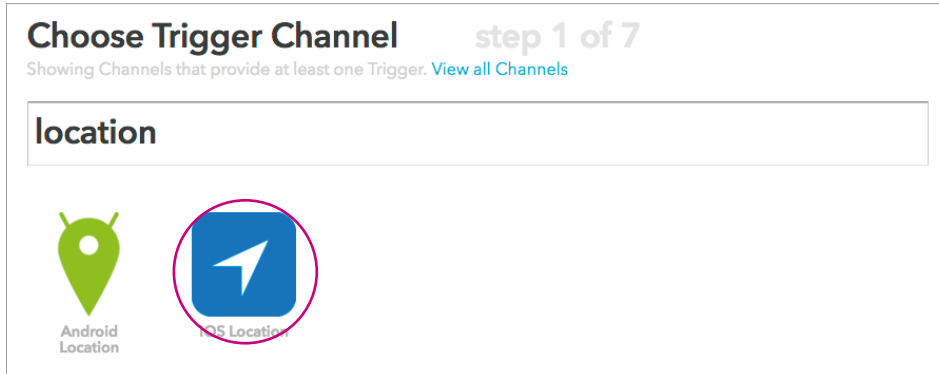 Choose Trigger Channel step 1 of 7
Showing Channels that provide at least one Trigger. View all Channels
location
Android
Location
iOS Location